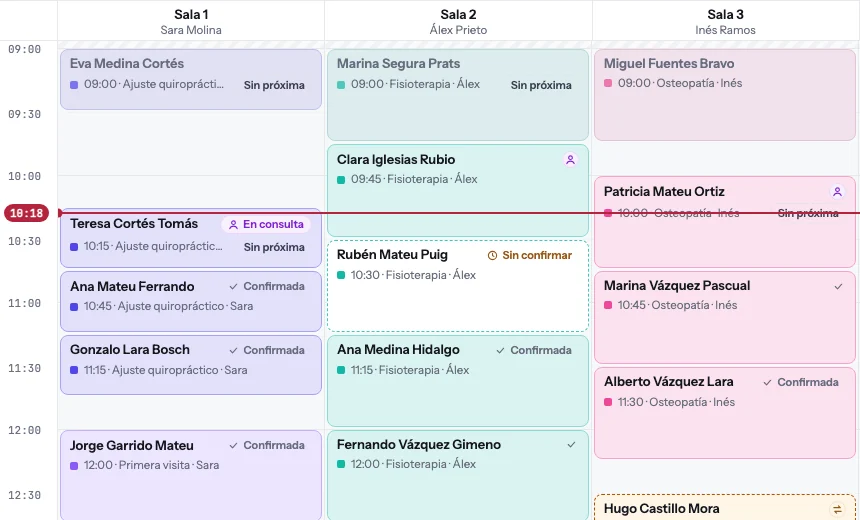 Sala 1
Sara Molina
Sala 2
Álex Prieto
Sala 3
Inés Ramos
09:00
09:30
10:00
10:18
10:30
11:00
11:30
12:00
12:30
Eva Medina Cortés
09:00 · Ajuste quiroprácti... Sin próxima
Teresa Cortés Tomás En consulta
10:15 · Ajuste quiropráctic... Sin próxima
Ana Mateu Ferrando Confirmada
10:45 · Ajuste quiropráctico · Sara
Gonzalo Lara Bosch Confirmada
11:15 · Ajuste quiropráctico · Sara
Jorge Garrido Mateu Confirmada
12:00 · Primera visita · Sara
Marina Segura Prats
09:00 · Fisioterapia · Álex Sin próxima
Clara Iglesias Rubio
09:45 · Fisioterapia · Álex
Rubén Mateu Puig Sin confirmar
10:30 · Fisioterapia · Álex
Ana Medina Hidalgo Confirmada
11:15 · Fisioterapia · Álex
Fernando Vázquez Gimeno
12:00 · Fisioterapia · Álex
Miguel Fuentes Bravo
09:00 · Osteopatía · Inés
Patricia Mateu Ortiz
10:00 · Osteopatía · Inés Sin próxima
Marina Vázquez Pascual
10:45 · Osteopatía · Inés
Alberto Vázquez Lara Confirmada
11:30 · Osteopatía · Inés
Hugo Castillo Mora